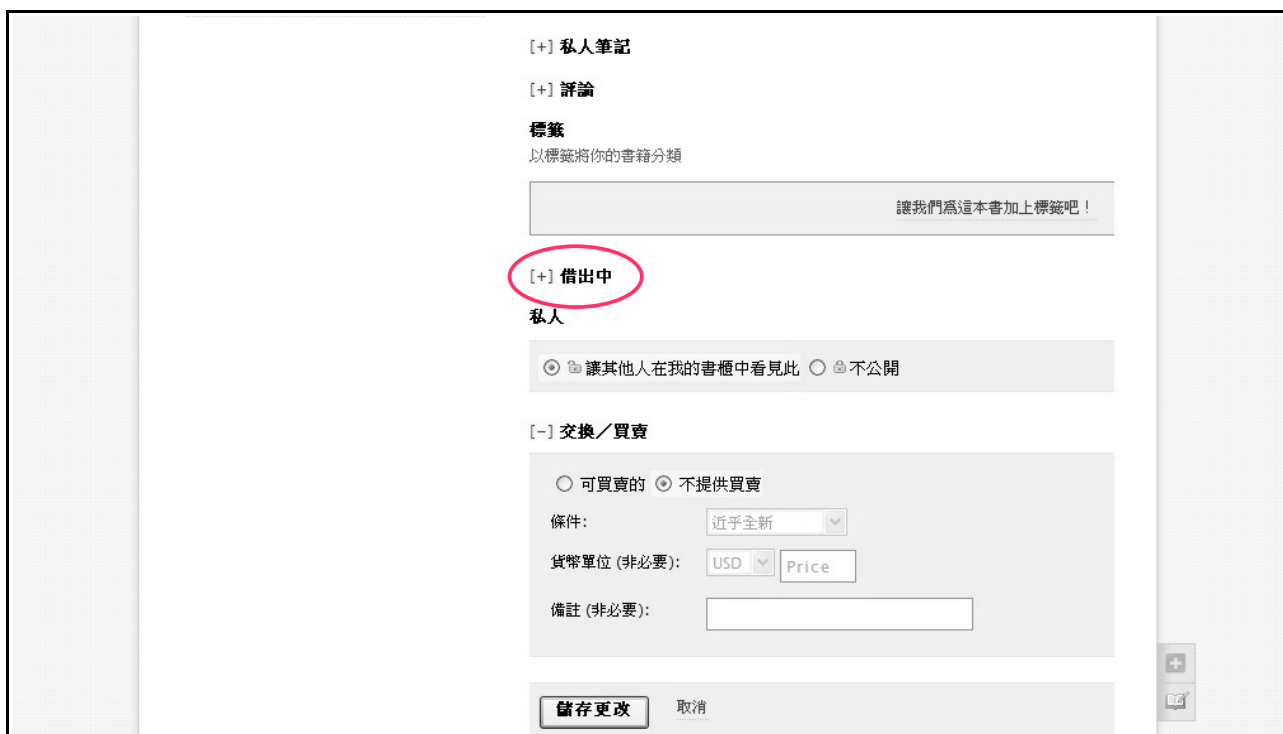 [+] 私人筆記
[+] 評論
標籤
以標籤將你的書籍分類
讓我們為這本書加上標籤吧！
[+] 借出中
私人
讓其他人在我的書櫃中看見此 不公開
[-] 交換／買賣
可買賣的 不提供買賣
條件: 近乎全新
貨幣單位 (非必要): USD Price
備註 (非必要):
儲存更改 取消